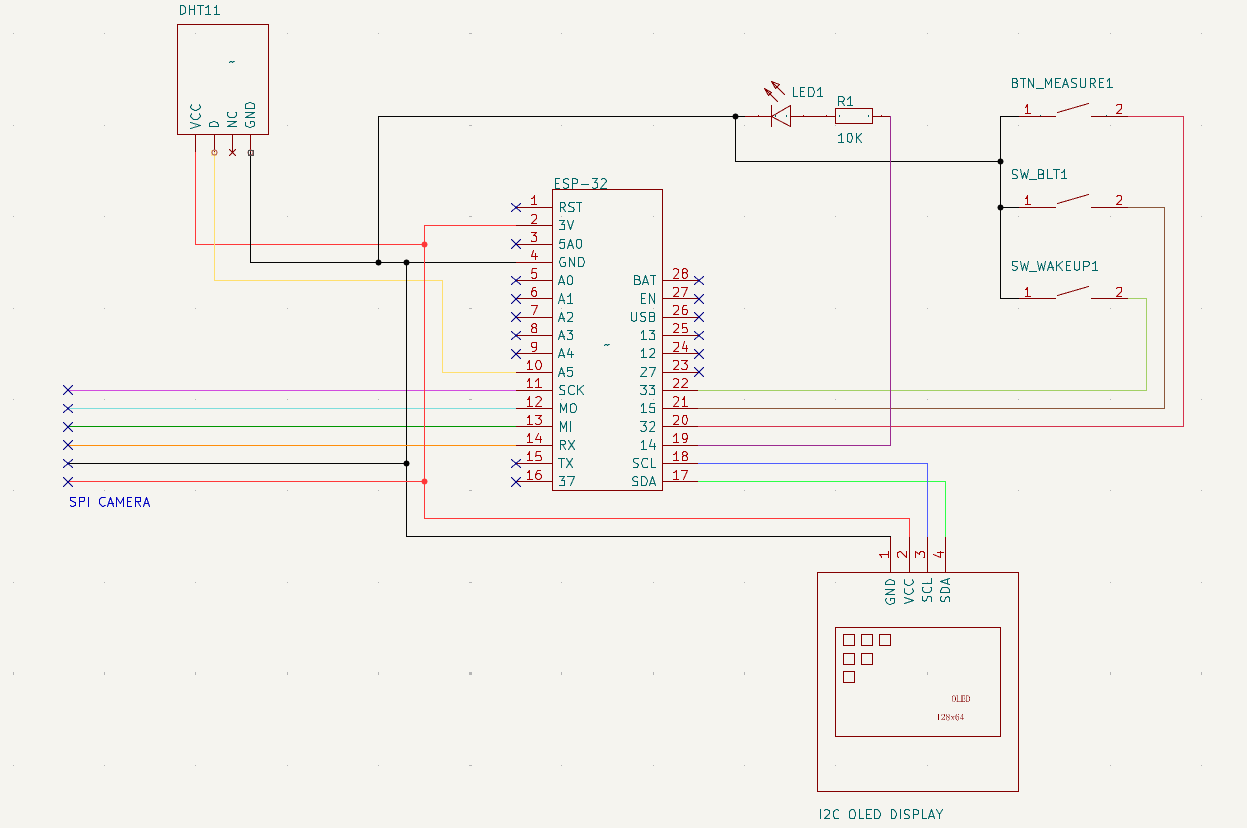 DHT11
~
VCC
D
NC
GND
LED1
R1
10K
BTN_MEASURE1
1 2
SW_BLT1
1 2
SW_WAKEUP1
1 2
ESP-32
1 RST
2 3V
3 5A0
4 GND
5 A0
6 A1
7 A2
8 A3
9 A4
10 A5
11 SCK
12 MO
13 MI
14 RX
15 TX
16 37
~
BAT 28
EN 27
USB 26
13 25
12 24
27 23
33 22
15 21
32 20
14 19
SCL 18
SDA 17
SPI CAMERA
1 GND
2 VCC
3 SCL
4 SDA
OLED
128x64
I2C OLED DISPLAY